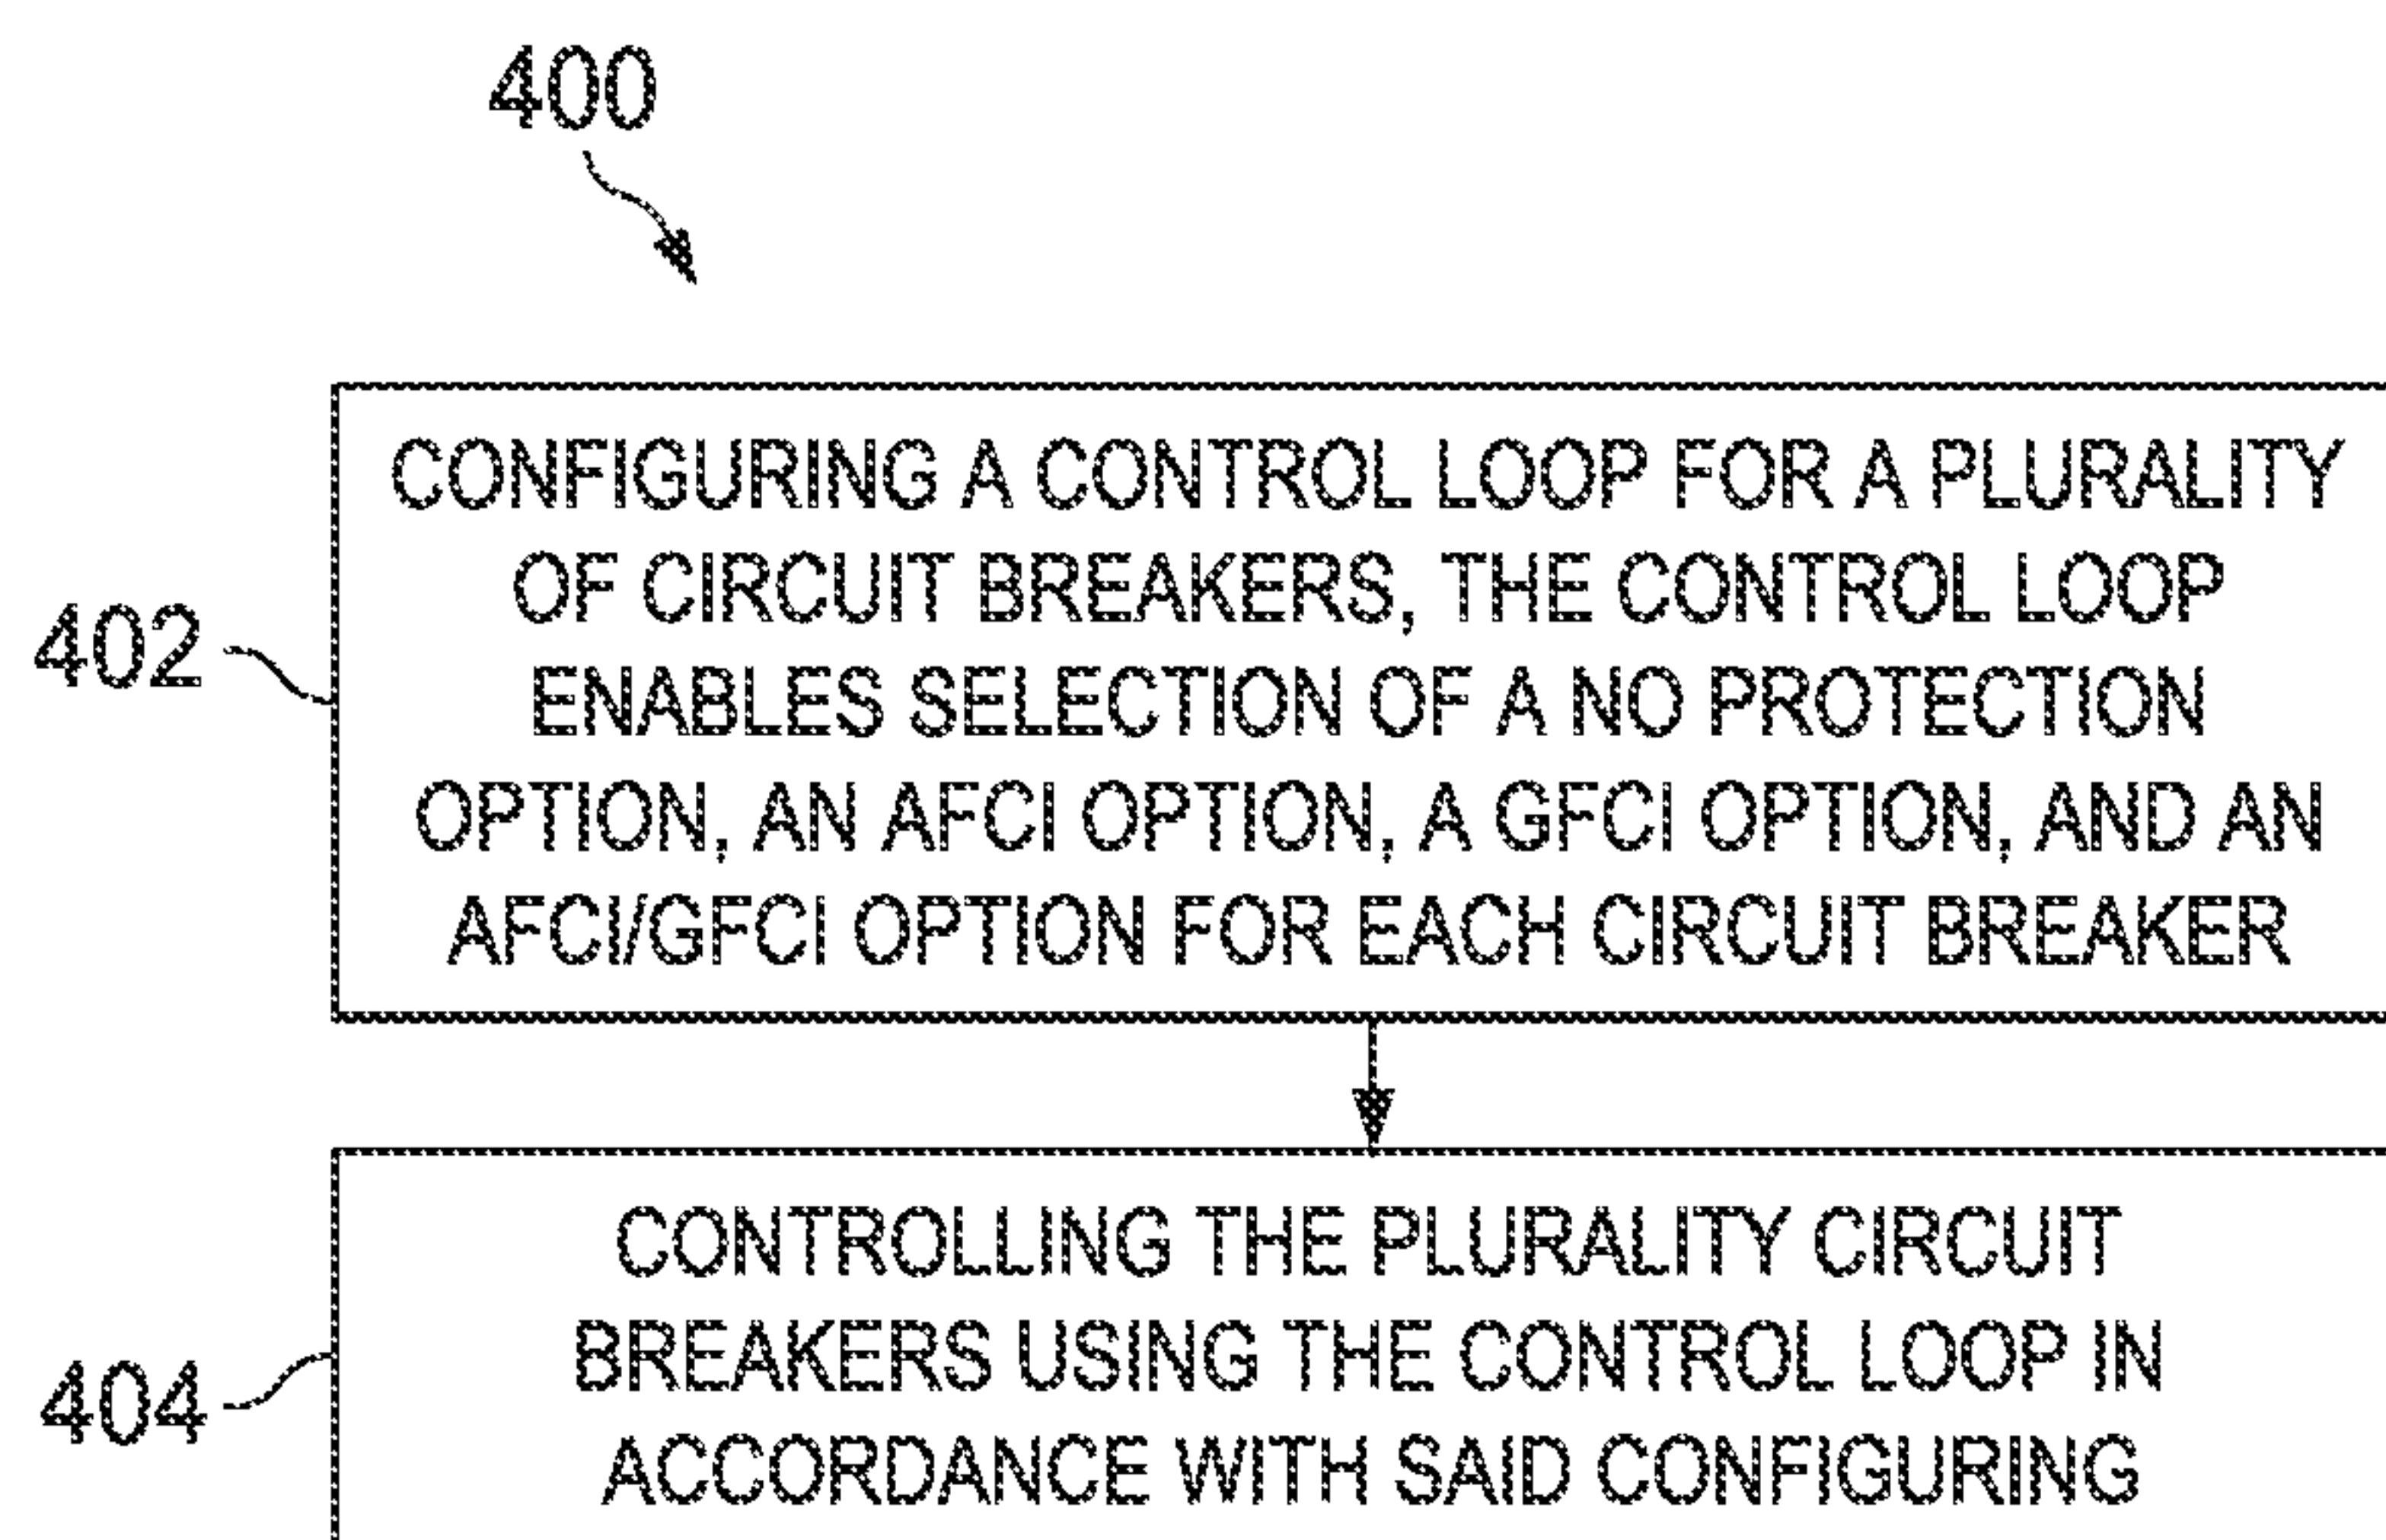 400
402
CONFIGURING A CONTROL LOOP FOR A PLURALITY
OF CIRCUIT BREAKERS, THE CONTROL LOOP
ENABLES SELECTION OF A NO PROTECTION
OPTION, AN AFCI OPTION, A GFCI OPTION, AND AN
AFCI/GFCI OPTION FOR EACH CIRCUIT BREAKER
404
CONTROLLING THE PLURALITY CIRCUIT
BREAKERS USING THE CONTROL LOOP IN
ACCORDANCE WITH SAID CONFIGURING